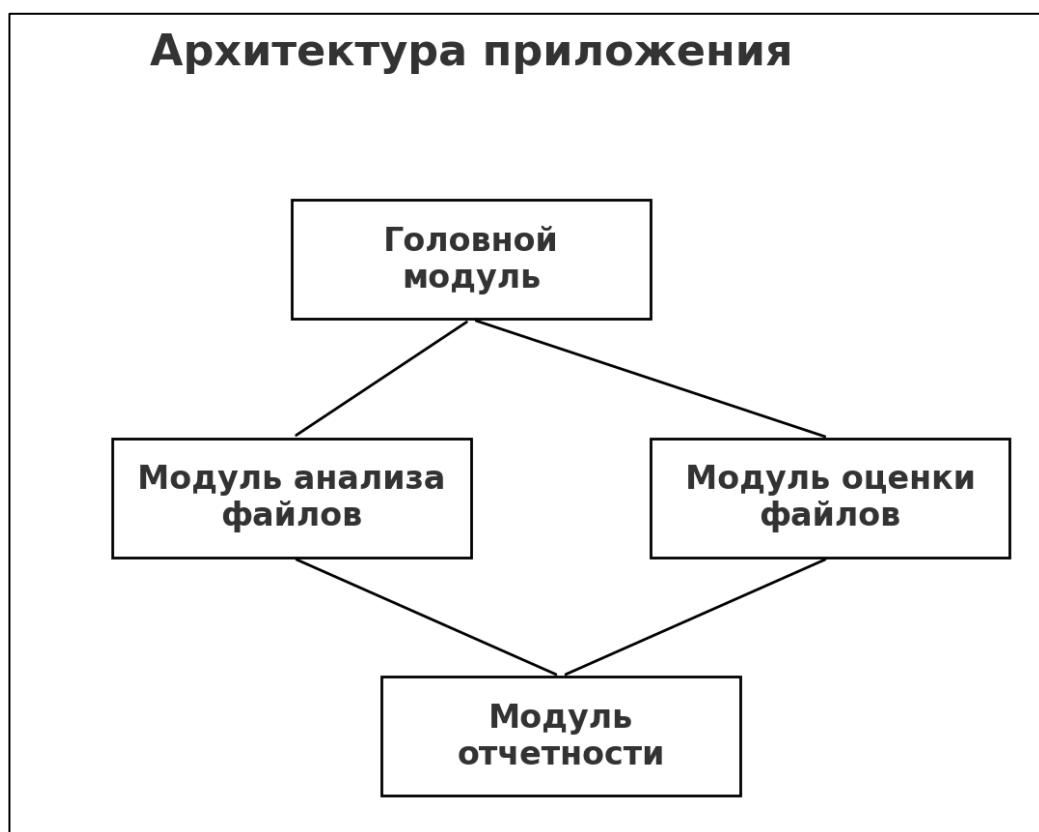 Архитектура приложения
Головной
модуль
Модуль анализа
файлов
Модуль оценки
файлов
Модуль
отчетности